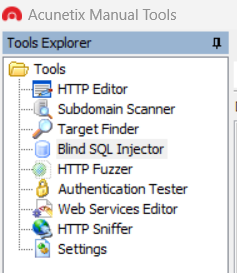 Acunetix Manual Tools
Tools Explorer
Tools
HTTP Editor
Subdomain Scanner
Target Finder
Blind SQL Injector
HTTP Fuzzer
Authentication Tester
Web Services Editor
HTTP Sniffer
Settings